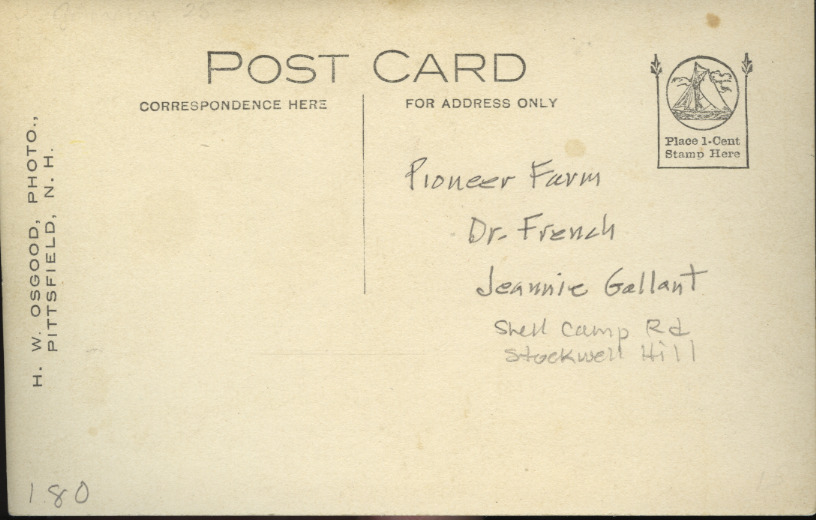 POST CARD
CORRESPONDENCE HERE
FOR ADDRESS ONLY
Place 1-Cent
Stamp Here
H. W. OSGOOD, PHOTO.,
PITTSFIELD, N. H.
Pioneer Farm
Dr. French
Jeannie Gallant
Shell Camp Rd
Stockwell Hill
180